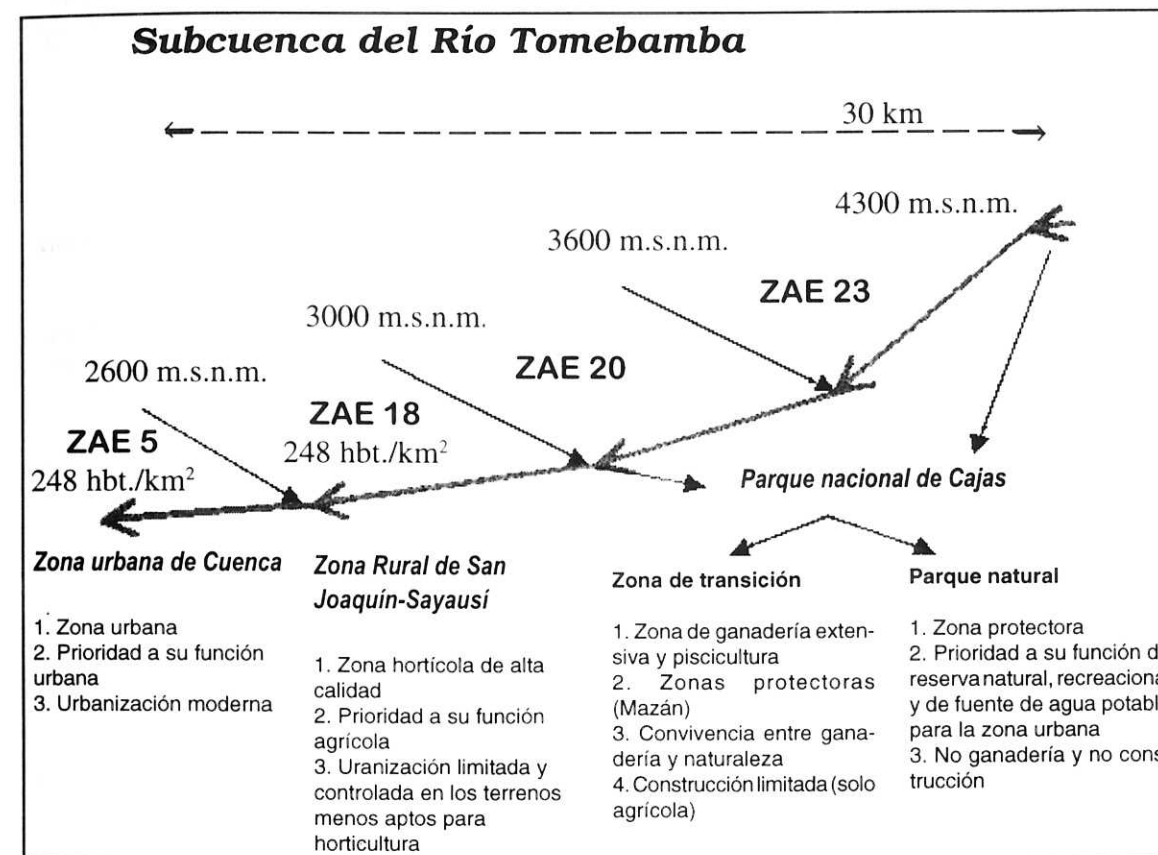 Subcuenca del Río Tomebamba
30 km
4300 m.s.n.m.
3600 m.s.n.m.
ZAE 23
3000 m.s.n.m.
ZAE 20
2600 m.s.n.m.
ZAE 18
248 hbt./km²
ZAE 5
248 hbt./km²
Parque nacional de Cajas
Zona urbana de Cuenca
1. Zona urbana
2. Prioridad a su función
urbana
3. Urbanización moderna
Zona Rural de San
Joaquín-Sayausí
1. Zona hortícola de alta
calidad
2. Prioridad a su función
agrícola
3. Uranización limitada y
controlada en los terrenos
menos aptos para
horticultura
Zona de transición
1. Zona de ganadería exten-
siva y piscicultura
2. Zonas protectoras
(Mazán)
3. Convivencia entre gana-
dería y naturaleza
4. Construcción limitada (solo
agrícola)
Parque natural
1. Zona protectora
2. Prioridad a su función d
reserva natural, recreaciona
y de fuente de agua potabl
para la zona urbana
3. No ganadería y no cons
trucción